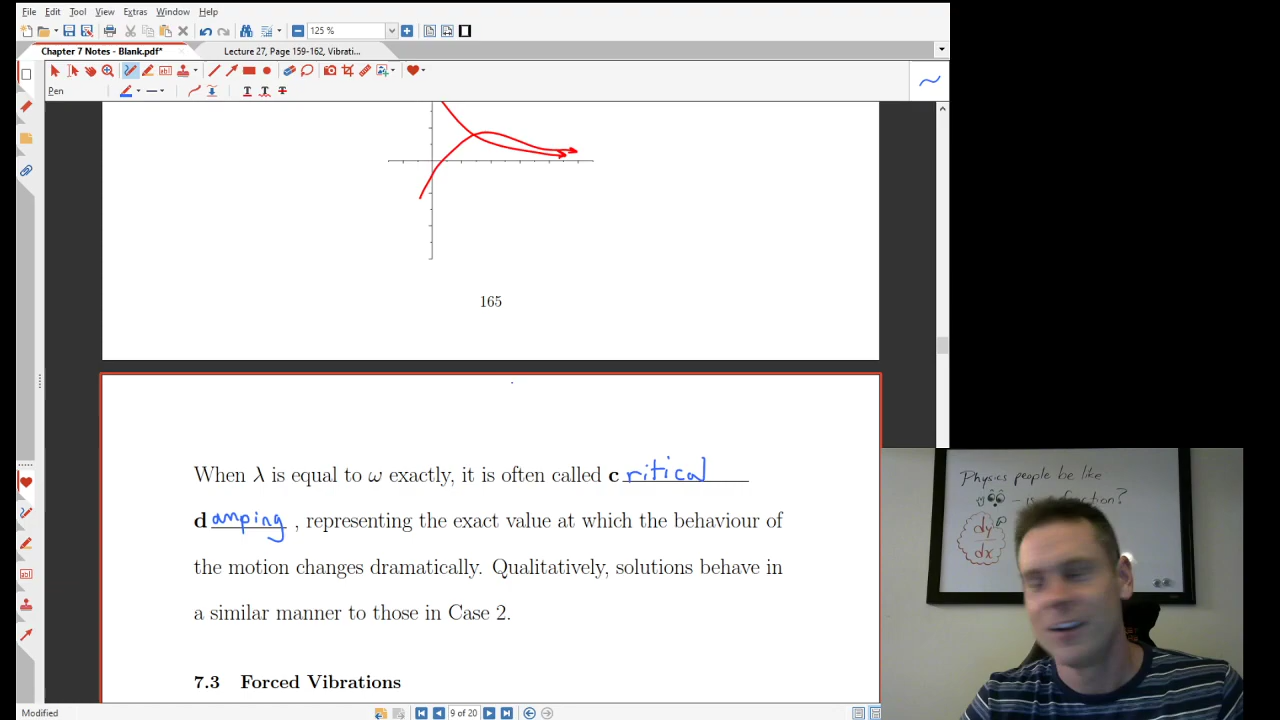 File Edit Tool View Extras Window Help
125 %
Chapter 7 Notes - Blank.pdf*
Lecture 27, Page 159-162, Vibrati...
Pen
165
When λ is equal to ω exactly, it is often called critical
damping, representing the exact value at which the behaviour of
the motion changes dramatically. Qualitatively, solutions behave in
a similar manner to those in Case 2.
7.3 Forced Vibrations
Modified
9 of 20
Physics people be like
function?
dy
dx